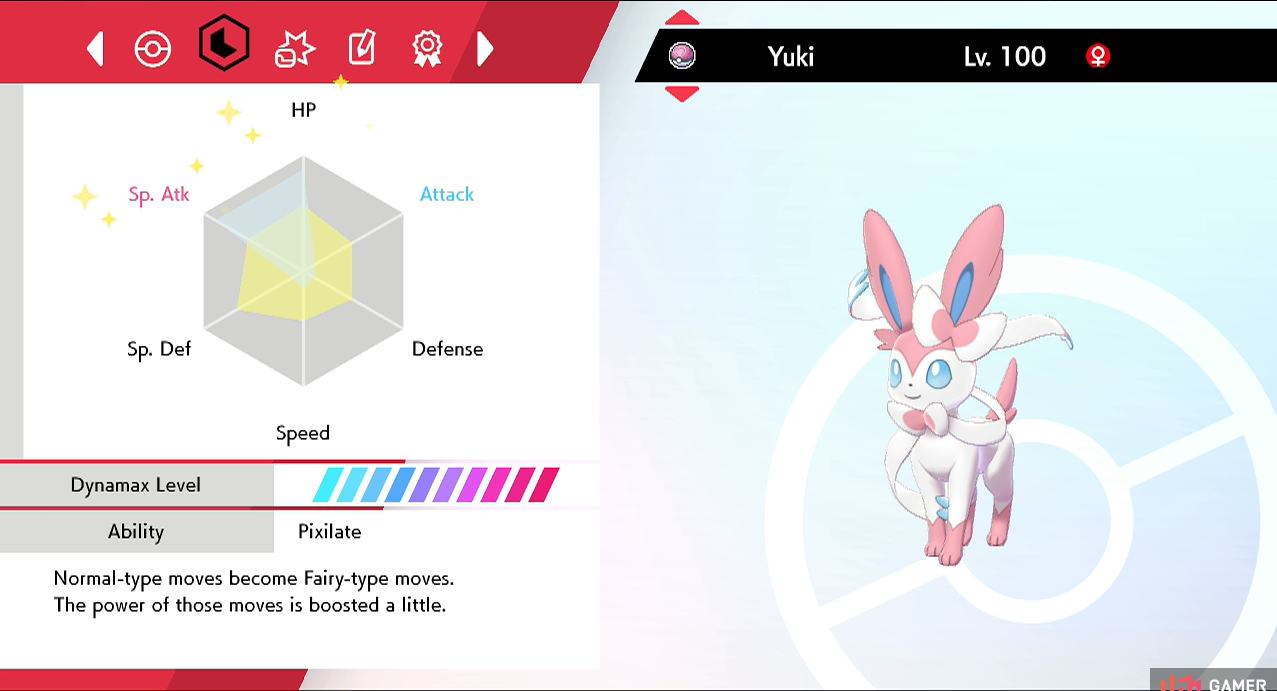 Yuki Lv. 100
HP
Sp. Atk Attack
Sp. Def Defense
Speed
Dynamax Level
Ability Pixilate
Normal-type moves become Fairy-type moves.
The power of those moves is boosted a little.
GAMER